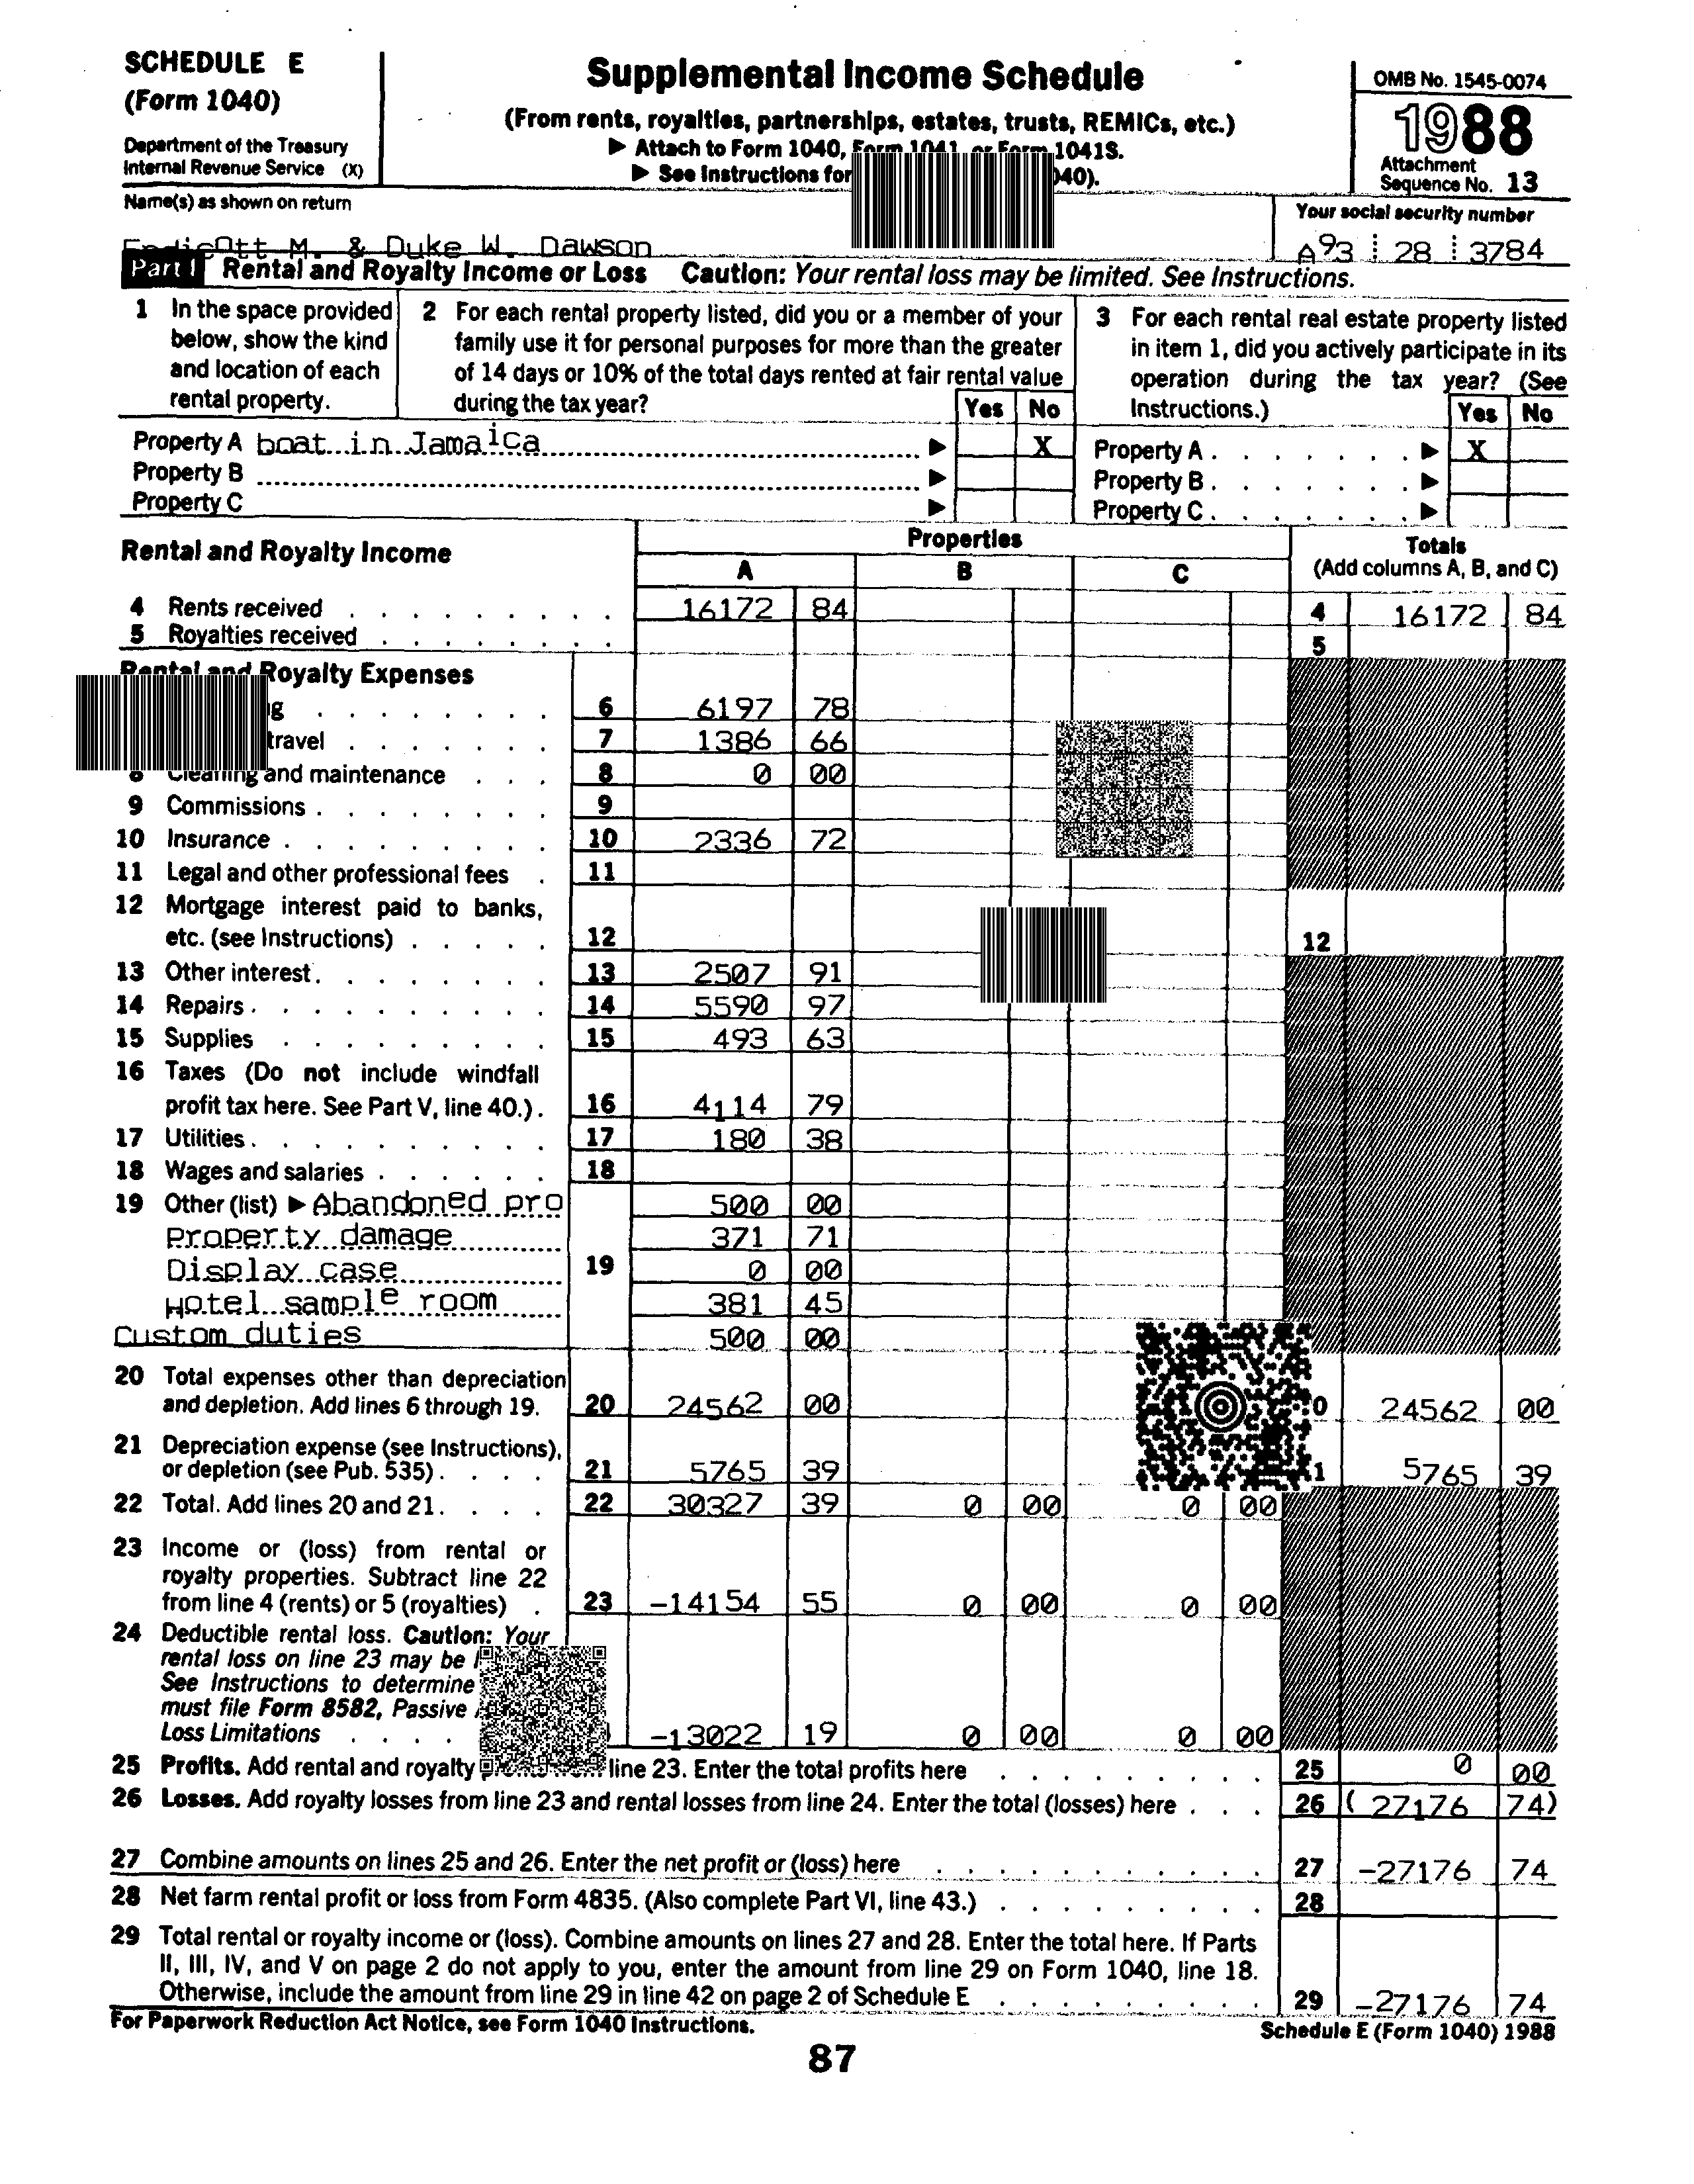 SCHEDULE E
(Form 1040)
Department of the Treasury
Internal Revenue Service (X)
Supplemental Income Schedule
(From rents, royalties, partnerships, estates, trusts, REMICs, etc.)
▶ Attach to Form 1040, Form 1041, or Form 1041S.
▶ See Instructions for 040).
OMB No. 1545-0074
1988
Attachment
Sequence No. 13
Name(s) as shown on return
Your social security number
M. & Duke W. Dawson
A93 28 3784
Part I Rental and Royalty Income or Loss Caution: Your rental loss may be limited. See Instructions.
1 In the space provided below, show the kind and location of each rental property.
2 For each rental property listed, did you or a member of your family use it for personal purposes for more than the greater of 14 days or 10% of the total days rented at fair rental value during the tax year?
Yes No
3 For each rental real estate property listed in item 1, did you actively participate in its operation during the tax year? (See Instructions.)
Yes No
Property A boat in Jamaica ▶ X Property A . . . . . . . ▶ X
Property B ▶ Property B . . . . . . . ▶
Property C ▶ Property C . . . . . . . ▶
Rental and Royalty Income
Properties
Totals
A B C (Add columns A, B, and C)
4 Rents received . . . . . . . . 16172 84 4 16172 84
5 Royalties received . . . . . . . 5
Rental and Royalty Expenses
g . . . . . . . . 6 6197 78
travel . . . . . . . 7 1386 66
8 Cleaning and maintenance . . . 8 0 00
9 Commissions . . . . . . . . 9
10 Insurance . . . . . . . . . 10 2336 72
11 Legal and other professional fees . 11
12 Mortgage interest paid to banks,
etc. (see Instructions) . . . . . 12 12
13 Other interest . . . . . . . . 13 2507 91
14 Repairs . . . . . . . . . . 14 5590 97
15 Supplies . . . . . . . . . 15 493 63
16 Taxes (Do not include windfall
profit tax here. See Part V, line 40.) . 16 4114 79
17 Utilities . . . . . . . . . . 17 180 38
18 Wages and salaries . . . . . . 18
19 Other (list) ▶ Abandoned pro 500 00
Property damage 371 71
Display case 19 0 00
Hotel sample room 381 45
Custom duties 500 00
20 Total expenses other than depreciation
and depletion. Add lines 6 through 19. 20 24562 00 0 24562 00
21 Depreciation expense (see Instructions),
or depletion (see Pub. 535) . . . . 21 5765 39 1 5765 39
22 Total. Add lines 20 and 21 . . . . 22 30327 39 0 00 0 00
23 Income or (loss) from rental or
royalty properties. Subtract line 22
from line 4 (rents) or 5 (royalties) . 23 -14154 55 0 00 0 00
24 Deductible rental loss. Caution: Your
rental loss on line 23 may be
See Instructions to determine
must file Form 8582, Passive
Loss Limitations . . . . -13022 19 0 00 0 00
25 Profits. Add rental and royalty line 23. Enter the total profits here . . . . . . . . . 25 0 00
26 Losses. Add royalty losses from line 23 and rental losses from line 24. Enter the total (losses) here . . . 26 ( 27176 74)
27 Combine amounts on lines 25 and 26. Enter the net profit or (loss) here . . . . . . . . . . . 27 -27176 74
28 Net farm rental profit or loss from Form 4835. (Also complete Part VI, line 43.) . . . . . . . . . 28
29 Total rental or royalty income or (loss). Combine amounts on lines 27 and 28. Enter the total here. If Parts
II, III, IV, and V on page 2 do not apply to you, enter the amount from line 29 on Form 1040, line 18.
Otherwise, include the amount from line 29 in line 42 on page 2 of Schedule E . . . . . . . . . 29 -27176 74
For Paperwork Reduction Act Notice, see Form 1040 Instructions.
Schedule E (Form 1040) 1988
87